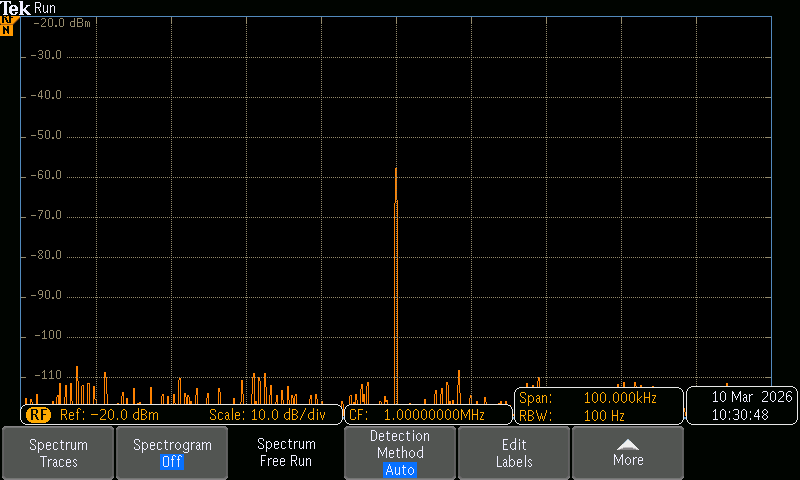 Tek Run
RF
N
-20.0 dBm
-30.0
-40.0
-50.0
-60.0
-70.0
-80.0
-90.0
-100
-110
RF Ref: -20.0 dBm Scale: 10.0 dB/div
CF: 1.00000000MHz
Span: 100.000kHz
RBW: 100 Hz
10 Mar 2026
10:30:48
Spectrum
Traces
Spectrogram
Off
Spectrum
Free Run
Detection
Method
Auto
Edit
Labels
More